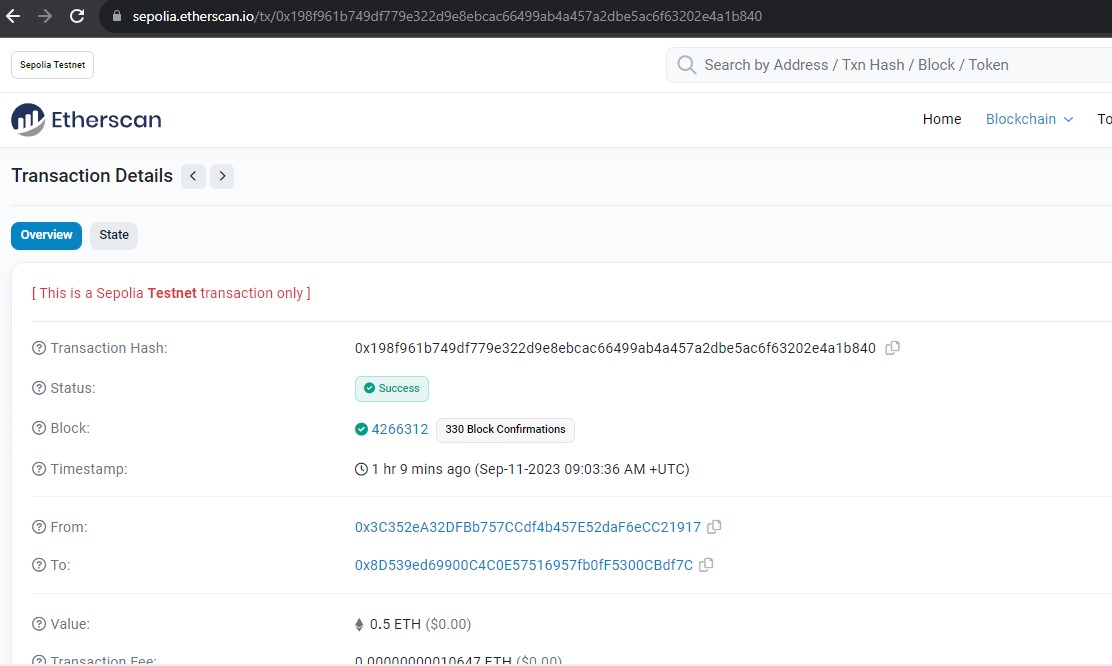 sepolia.etherscan.io/tx/0x198f961b749df779e322d9e8ebcac66499ab4a457a2dbe5ac6f63202e4a1b840
Sepolia Testnet
Search by Address / Txn Hash / Block / Token
Etherscan
Home Blockchain To
Transaction Details
Overview State
[ This is a Sepolia Testnet transaction only ]
Transaction Hash: 0x198f961b749df779e322d9e8ebcac66499ab4a457a2dbe5ac6f63202e4a1b840
Status: Success
Block: 4266312 330 Block Confirmations
Timestamp: 1 hr 9 mins ago (Sep-11-2023 09:03:36 AM +UTC)
From: 0x3C352eA32DFBb757CCdf4b457E52daF6eCC21917
To: 0x8D539ed69900C4C0E57516957fb0fF5300CBdf7C
Value: 0.5 ETH ($0.00)
Transaction Fee: 0.00000000010647 ETH ($0.00)